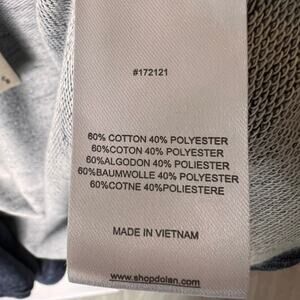 #172121
60% COTTON 40% POLYESTER
60%COTON 40% POLYESTER
60%ALGODON 40% POLIESTER
60%BAUMWOLLE 40% POLYESTER
60%COTNE 40%POLIESTERE
MADE IN VIETNAM
www.shopdolan.com